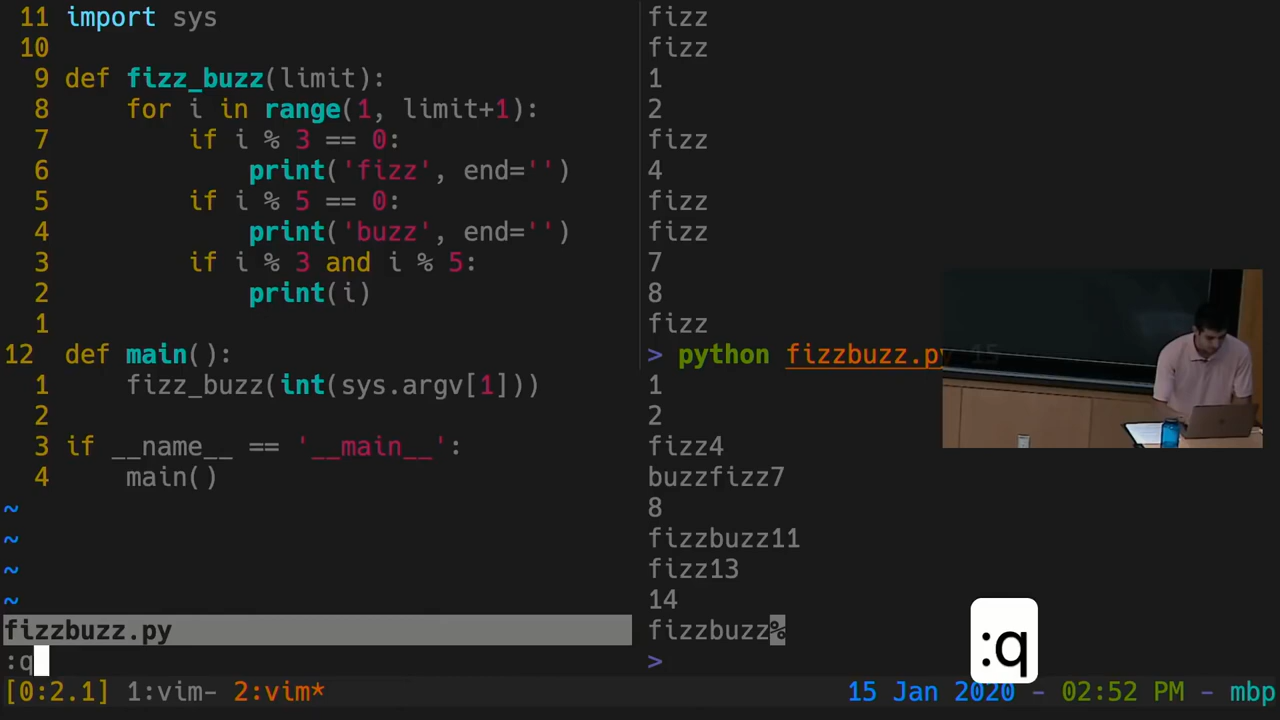 11 import sys
10
9 def fizz_buzz(limit):
8 for i in range(1, limit+1):
7 if i % 3 == 0:
6 print('fizz', end='')
5 if i % 5 == 0:
4 print('buzz', end='')
3 if i % 3 and i % 5:
2 print(i)
1
12 def main():
1 fizz_buzz(int(sys.argv[1]))
2
3 if __name__ == '__main__':
4 main()
~
~
~
~
fizzbuzz.py
:q
fizz
fizz
1
2
fizz
4
fizz
fizz
7
8
fizz
> python fizzbuzz.py 15
1
2
fizz4
buzzfizz7
8
fizzbuzz11
fizz13
14
fizzbuzz%
>
:q
[0:2.1] 1:vim- 2:vim* 15 Jan 2020 - 02:52 PM - mbp